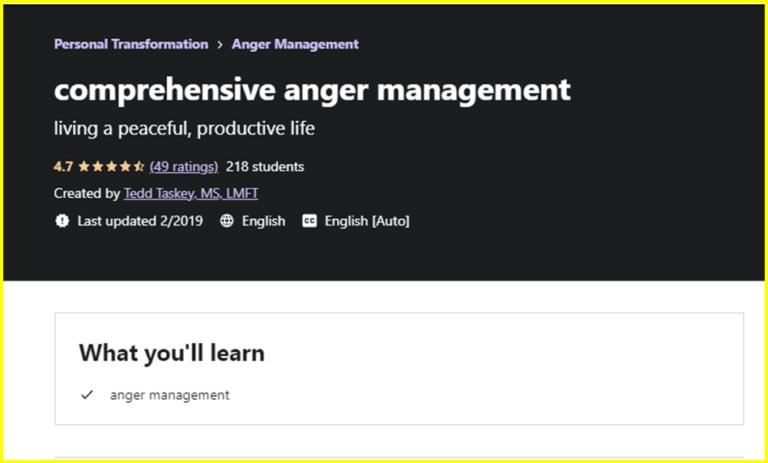 Personal Transformation > Anger Management
comprehensive anger management
living a peaceful, productive life
4.7 (49 ratings) 218 students
Created by Tedd Taskey, MS, LMFT
Last updated 2/2019 English CC English [Auto]
What you'll learn
anger management